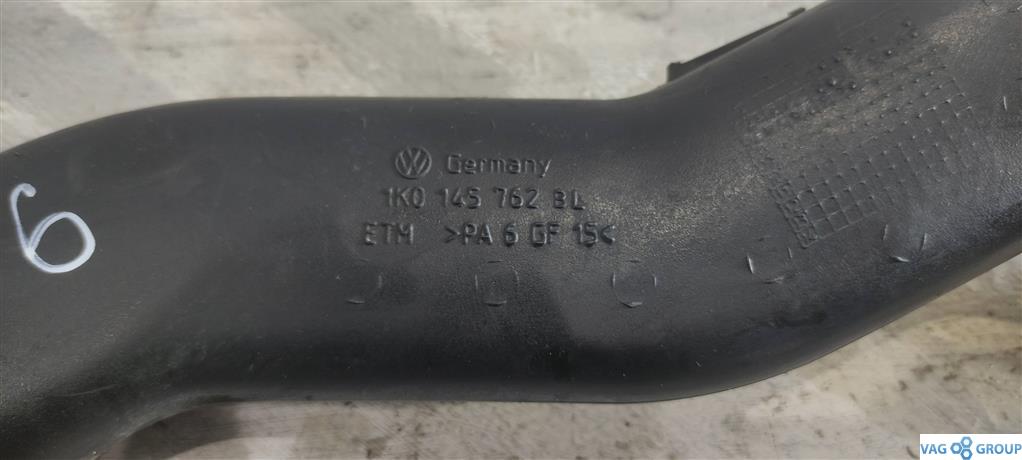 Germany
1K0 145 762 BL
ETM >PA 6 GF 15<
6
VAG GROUP